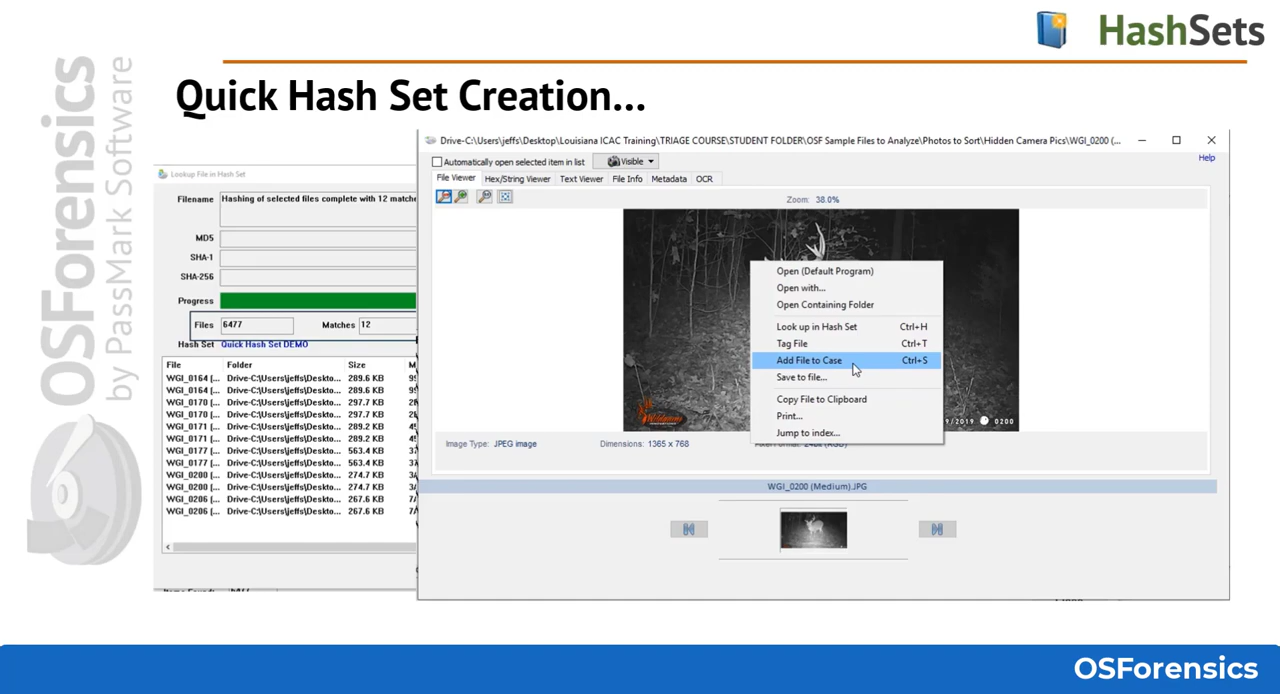 HashSets
OSForensics
by PassMark Software
Quick Hash Set Creation...
Lookup File in Hash Set
Filename Hashing of selected files complete with 12 matche
MD5
SHA-1
SHA-256
Progress
Files 6477 Matches 12
Hash Set Quick Hash Set DEMO
File Folder Size M
WGI_0164 (... Drive-C:\Users\jeffs\Deskto... 289.6 KB
WGI_0164 (... Drive-C:\Users\jeffs\Deskto... 289.6 KB
WGI_0170 (... Drive-C:\Users\jeffs\Deskto... 297.7 KB
WGI_0170 (... Drive-C:\Users\jeffs\Deskto... 297.7 KB
WGI_0171 (... Drive-C:\Users\jeffs\Deskto... 289.2 KB
WGI_0171 (... Drive-C:\Users\jeffs\Deskto... 289.2 KB
WGI_0177 (... Drive-C:\Users\jeffs\Deskto... 563.4 KB
WGI_0177 (... Drive-C:\Users\jeffs\Deskto... 563.4 KB
WGI_0200 (... Drive-C:\Users\jeffs\Deskto... 274.7 KB
WGI_0200 (... Drive-C:\Users\jeffs\Deskto... 274.7 KB
WGI_0206 (... Drive-C:\Users\jeffs\Deskto... 267.6 KB
WGI_0206 (... Drive-C:\Users\jeffs\Deskto... 267.6 KB
Drive-C:\Users\jeffs\Desktop\Louisiana ICAC Training\TRIAGE COURSE\STUDENT FOLDER\OSF Sample Files to Analyze\Photos to Sort\Hidden Camera Pics\WGI_0200 (...
Help
Automatically open selected item in list Visible
File Viewer Hex/String Viewer Text Viewer File Info Metadata OCR
Zoom: 38.0%
Open (Default Program)
Open with...
Open Containing Folder
Look up in Hash Set Ctrl+H
Tag File Ctrl+T
Add File to Case Ctrl+S
Save to file...
Copy File to Clipboard
Print...
Jump to index...
/2019 0200
Image Type: JPEG image Dimensions: 1365 x 768
WGI_0200 (Medium).JPG
OSForensics